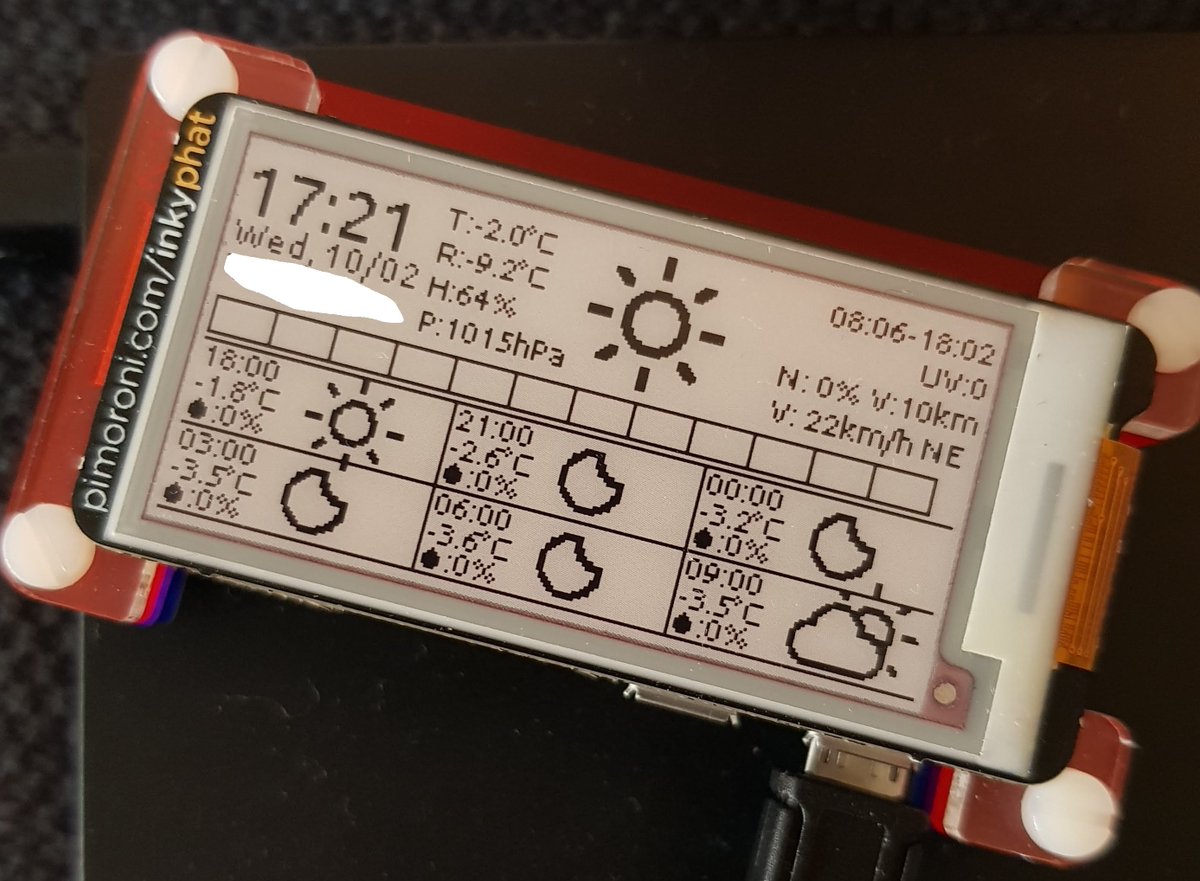 pimoroni.com/inkyphat
17:21
Wed, 10/02
T:-2.0°C
R:-9.2°C
H:64%
P:1015hPa
08:06-18:02
UV:0
N: 0% V:10km
V: 22km/h NE
18:00
-1.8°C
:0%
21:00
-2.6°C
:0%
00:00
-3.2°C
:0%
03:00
-3.5°C
:0%
06:00
-3.6°C
:0%
09:00
-3.5°C
:0%